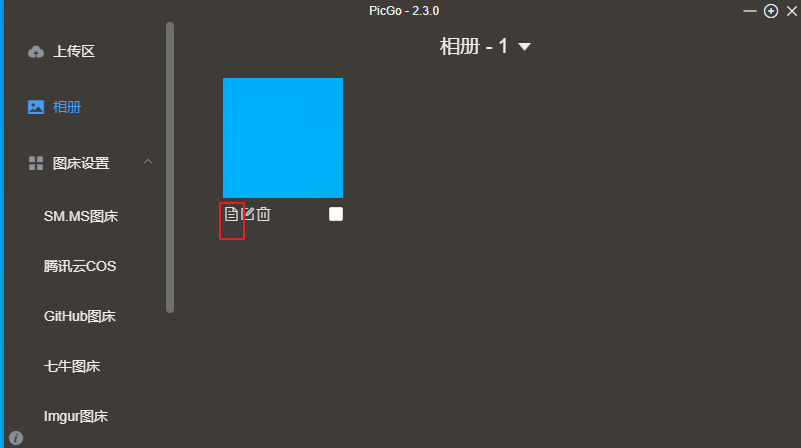 PicGo - 2.3.0
上传区
相册
图床设置
SM.MS图床
腾讯云COS
GitHub图床
七牛图床
Imgur图床
相册 - 1